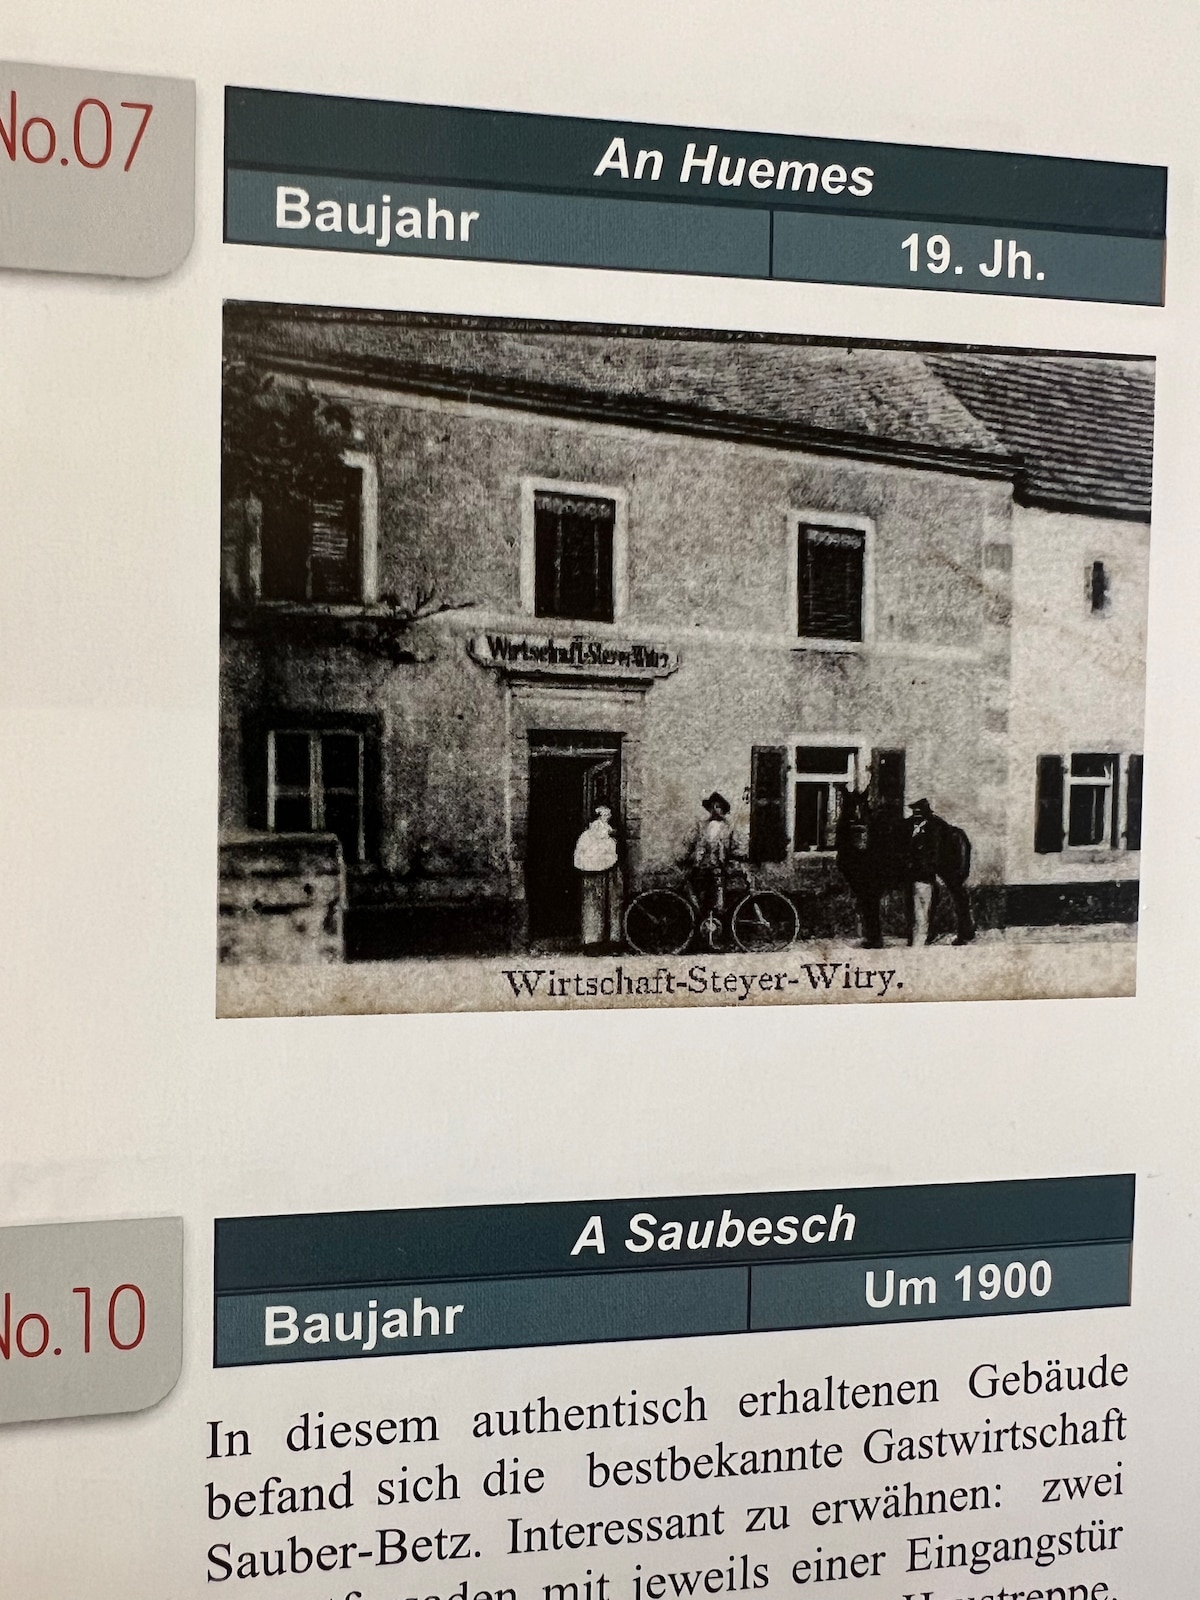 No.07
An Huemes
Baujahr
19. Jh.
Wirtschaft-Steyer-Witry
Wirtschaft-Steyer-Witry.
No.10
A Saubesch
Baujahr
Um 1900
In diesem authentisch erhaltenen Gebäude
befand sich die bestbekannte Gastwirtschaft
Sauber-Betz. Interessant zu erwähnen: zwei
mit jeweils einer Eingangstür